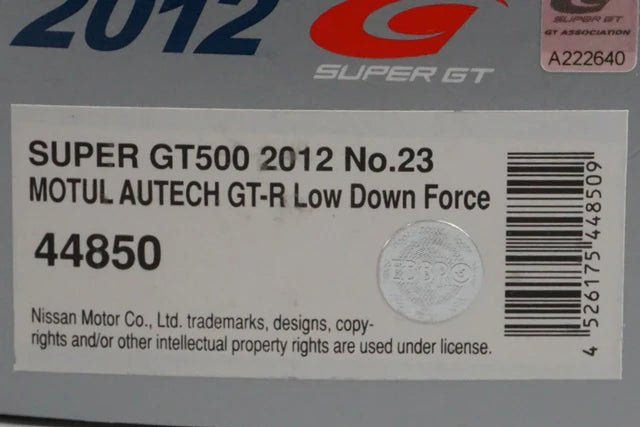 2012
SUPER GT
SUPER GT
GT ASSOCIATION
A222640
SUPER GT500 2012 No.23
MOTUL AUTECH GT-R Low Down Force
44850
EBBRO
Nissan Motor Co., Ltd. trademarks, designs, copy-
rights and/or other intellectual property rights are used under license.
4 526175 448509